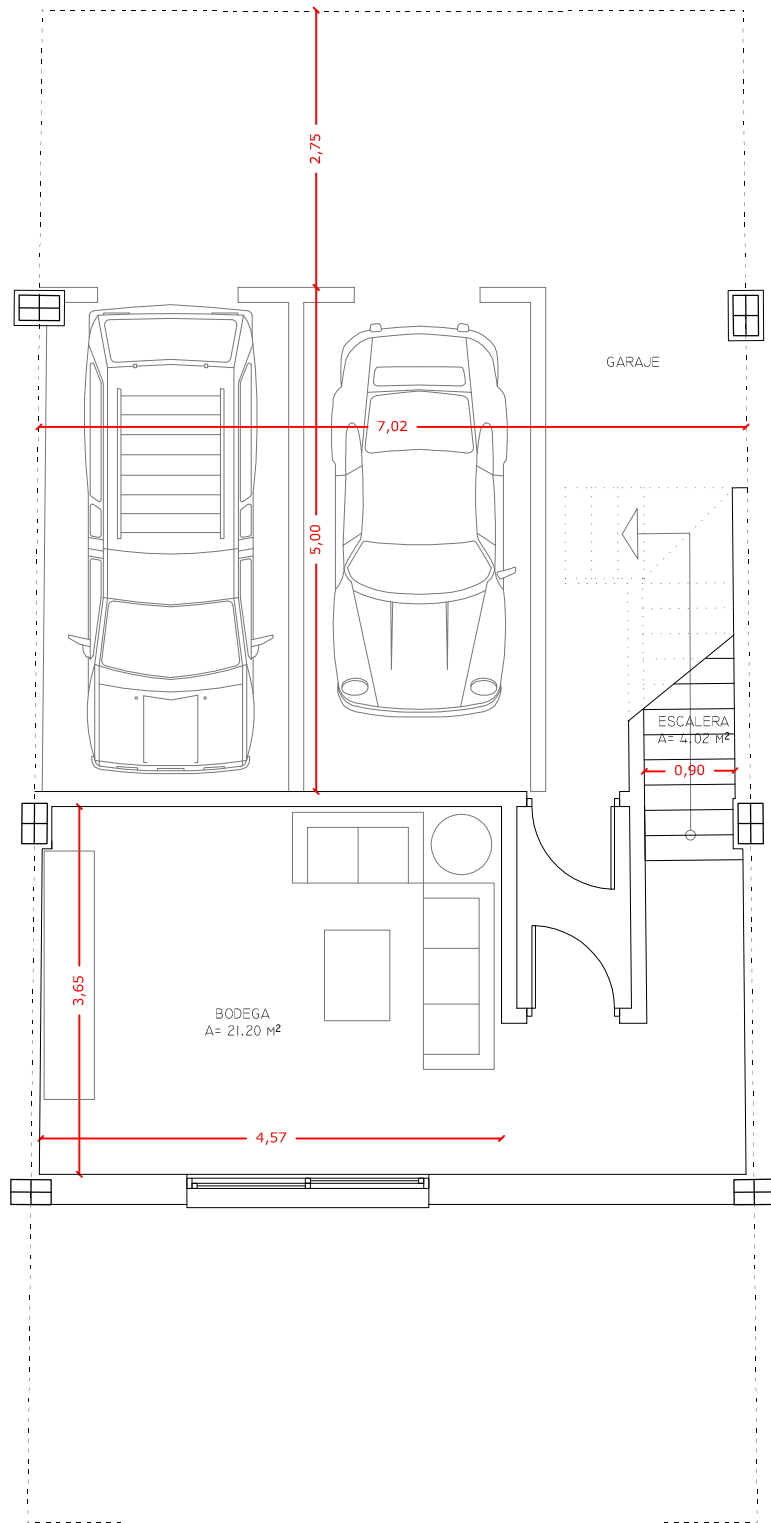 2,75
GARAJE
7,02
5,00
ESCALERA
A= 4.02 M²
0,90
3,65
BODEGA
A= 21.20 M²
4,57